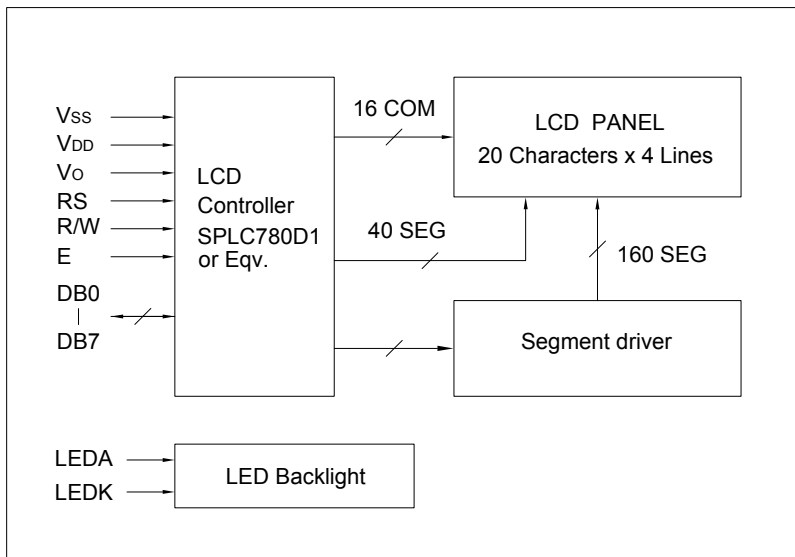 VSS
VDD
VO
RS
R/W
E
DB0
DB7
LCD
Controller
SPLC780D1
or Eqv.
16 COM
40 SEG
LCD PANEL
20 Characters x 4 Lines
160 SEG
Segment driver
LEDA
LEDK
LED Backlight